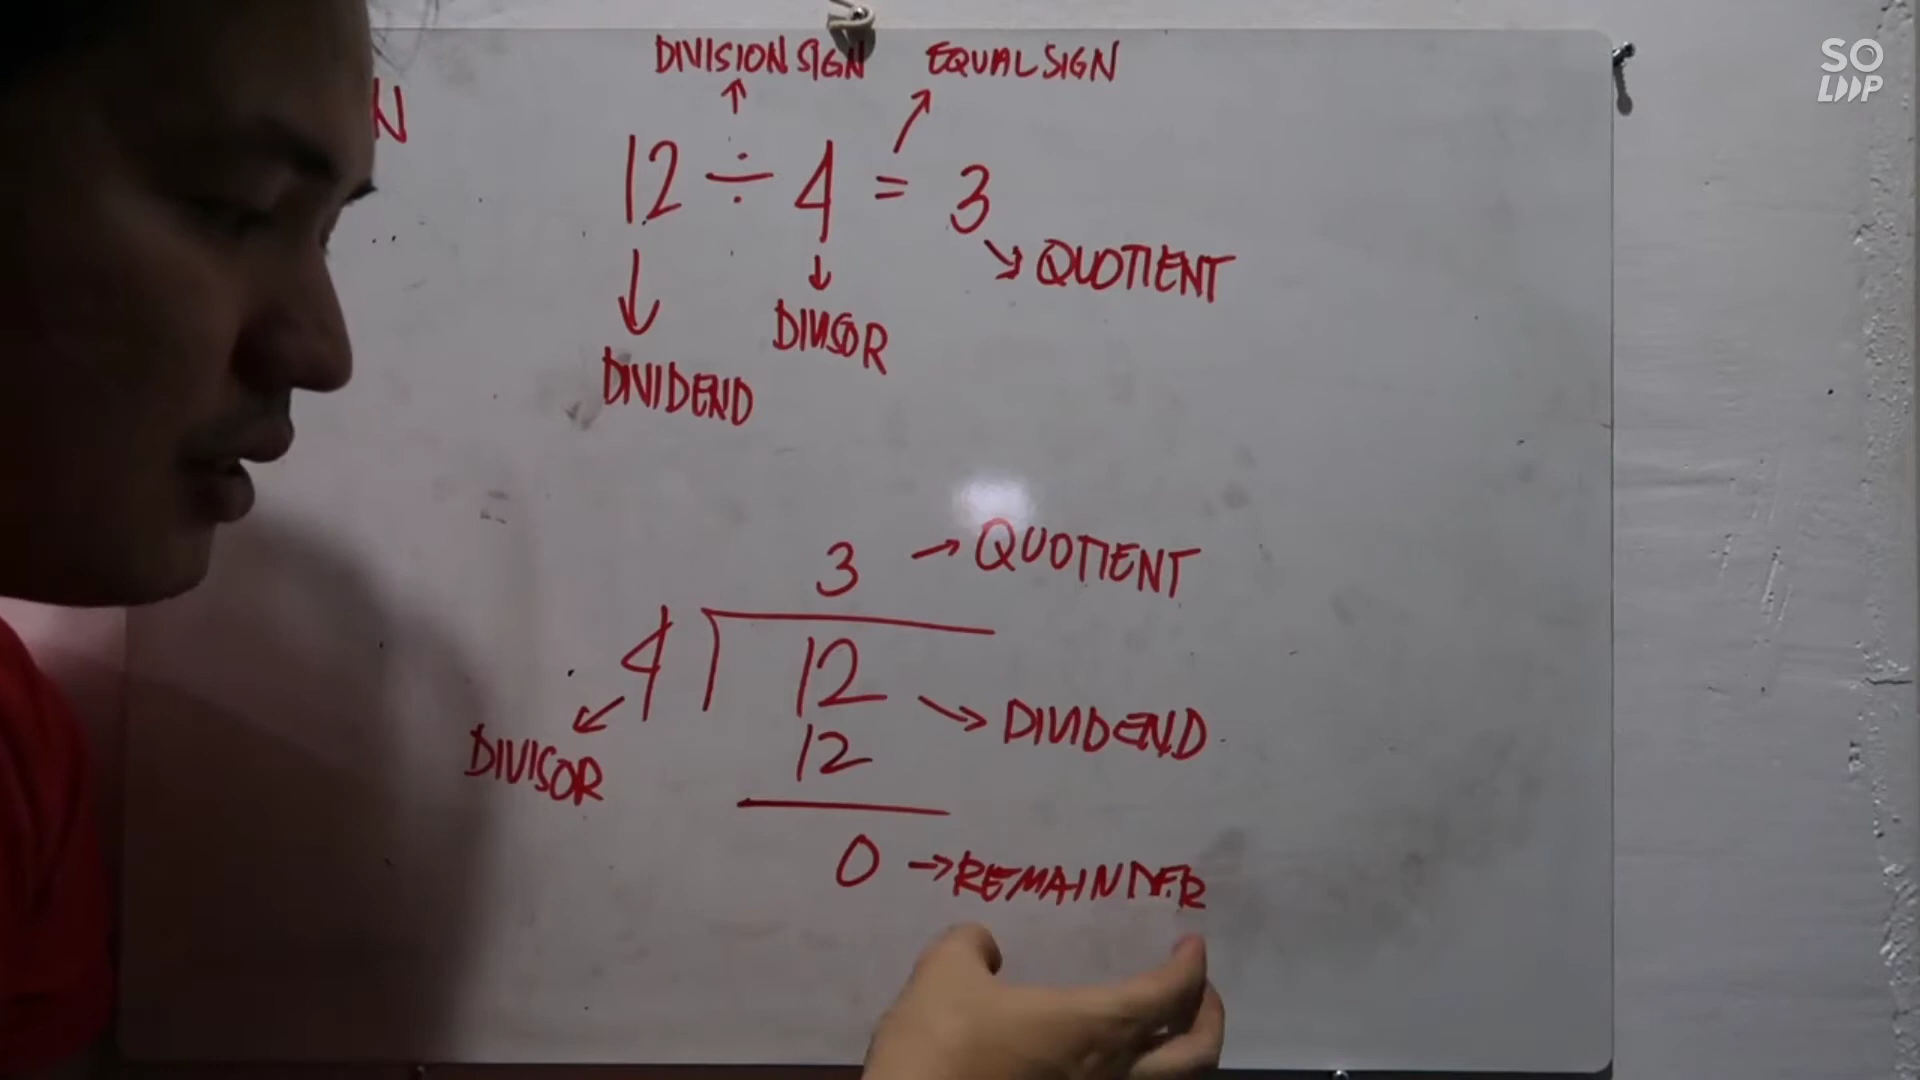 DIVISION SIGN EQUAL SIGN
N
12 ÷ 4 = 3
QUOTIENT
DIVISOR
DIVIDEND
3 → QUOTIENT
4 12
DIVIDEND
12
DIVISOR
0 → REMAINDER
SO
LOOP